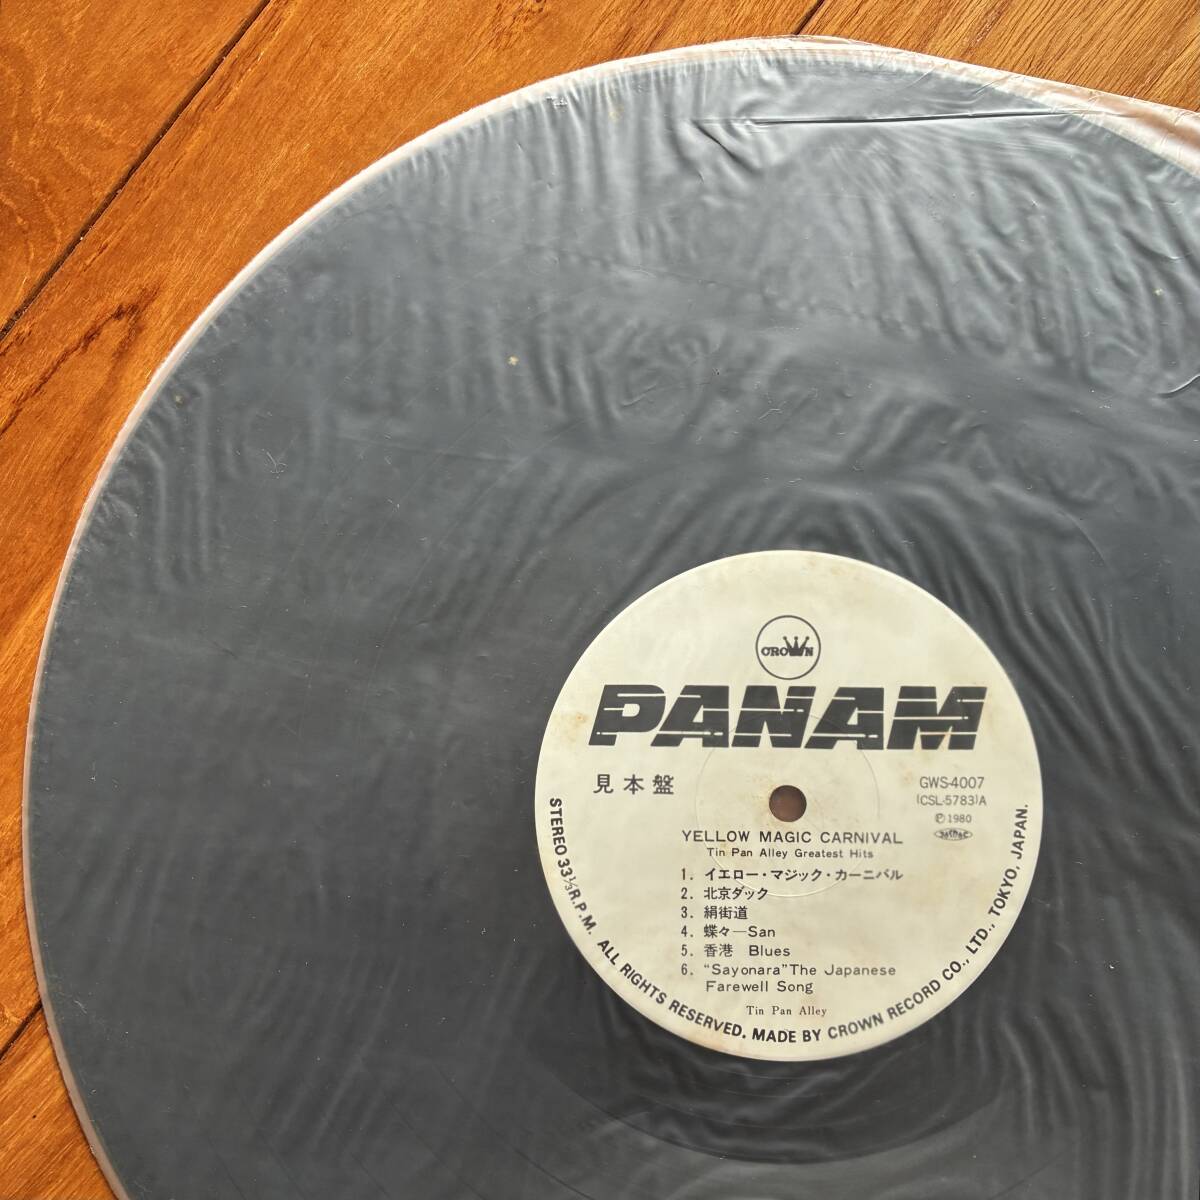 CROWN
PANAM
見本盤
GWS-4007
(CSL-5783)A
Ⓟ1980
YELLOW MAGIC CARNIVAL
Tin Pan Alley Greatest Hits
1. イエロー・マジック・カーニバル
2. 北京ダック
3. 絹街道
4. 蝶々—San
5. 香港 Blues
6. “Sayonara” The Japanese
Farewell Song
Tin Pan Alley
STEREO 33⅓R.P.M. ALL RIGHTS RESERVED. MADE BY CROWN RECORD CO., LTD., TOKYO, JAPAN.